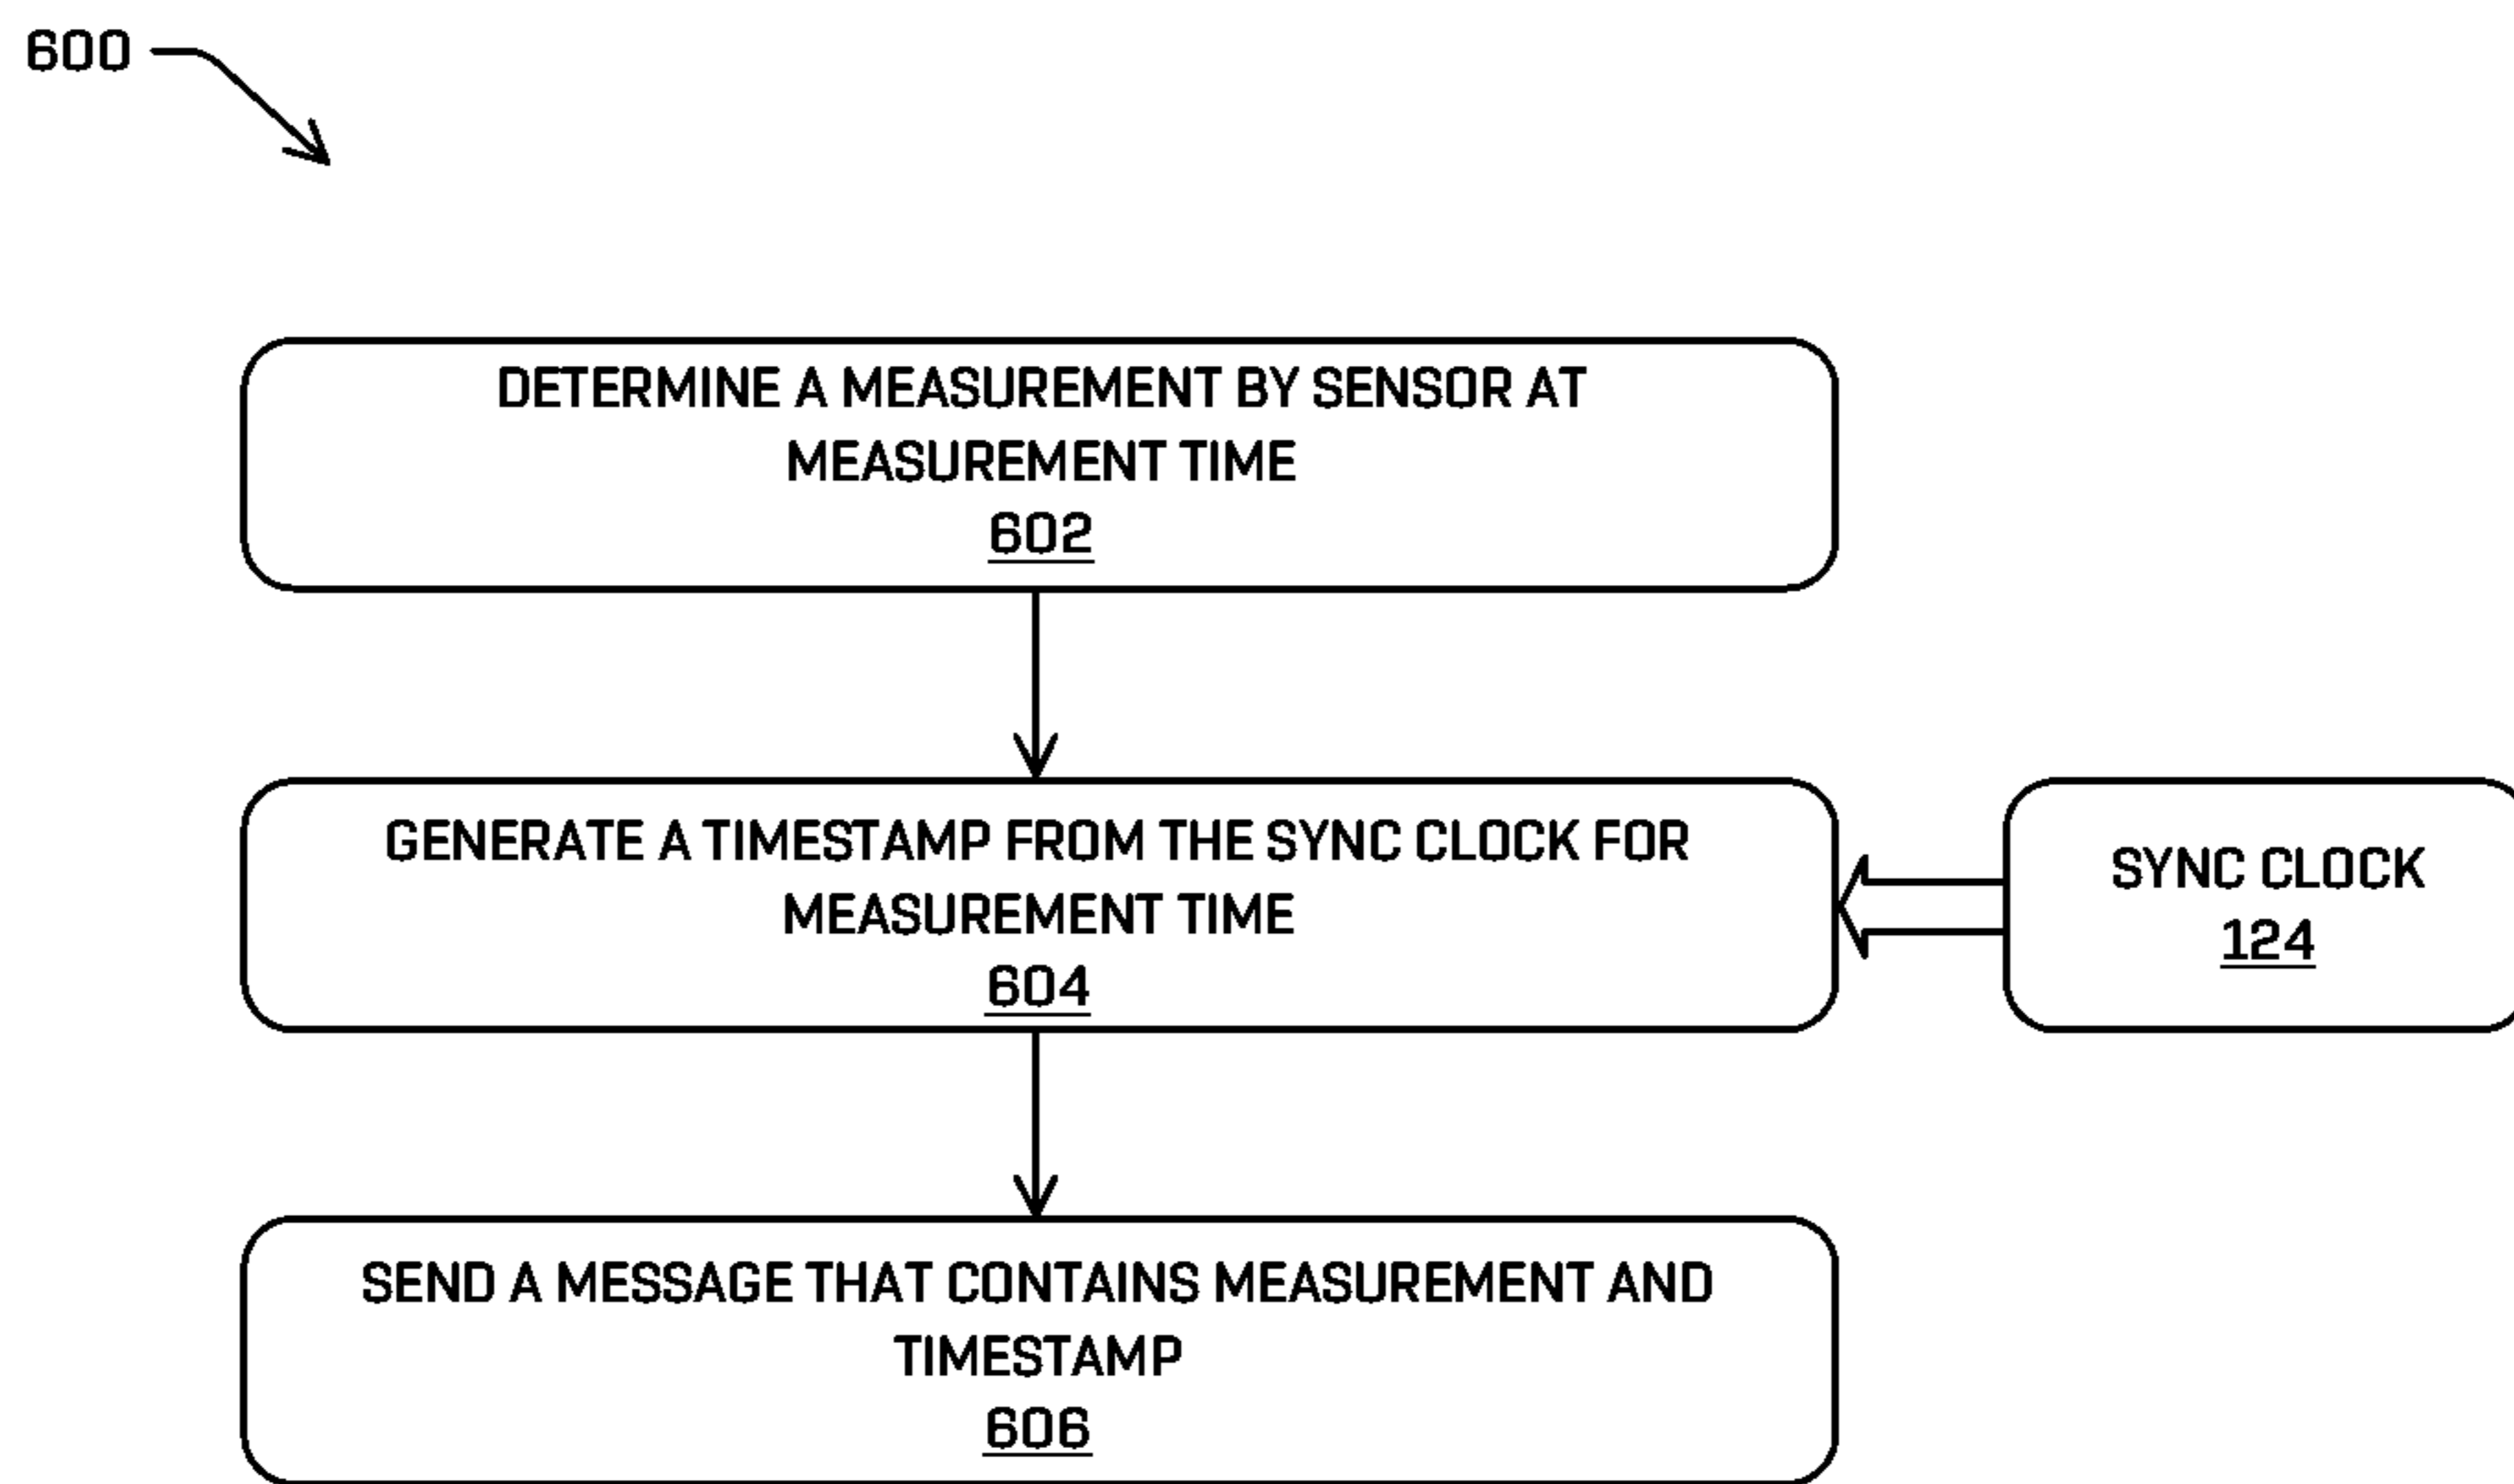 600
DETERMINE A MEASUREMENT BY SENSOR AT
MEASUREMENT TIME
602
GENERATE A TIMESTAMP FROM THE SYNC CLOCK FOR
MEASUREMENT TIME
604
SYNC CLOCK
124
SEND A MESSAGE THAT CONTAINS MEASUREMENT AND
TIMESTAMP
606